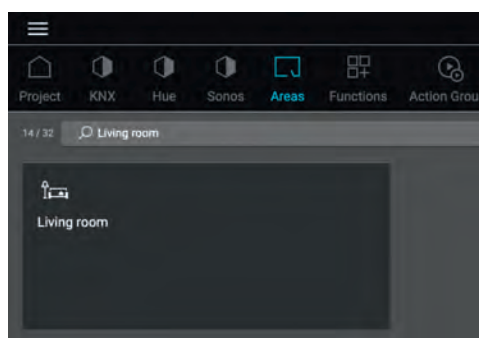 Project KNX Hue Sonos Areas Functions Action Grou
14 / 32 Living room
Living room